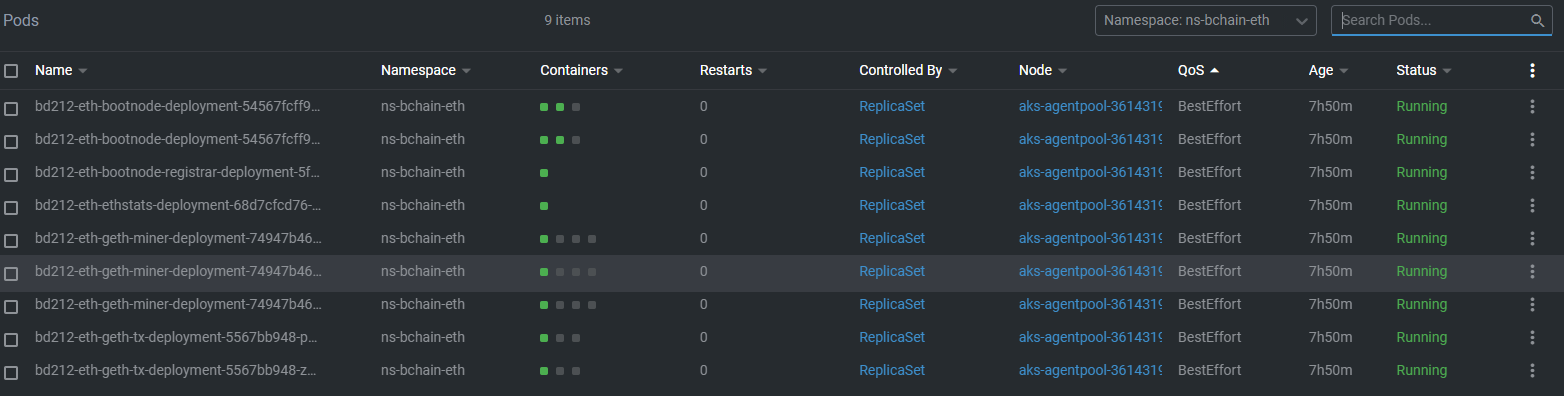 Pods 9 items Namespace: ns-bchain-eth Search Pods...
Name Namespace Containers Restarts Controlled By Node QoS Age Status
bd212-eth-bootnode-deployment-54567fcff9... ns-bchain-eth 0 ReplicaSet aks-agentpool-3614319 BestEffort 7h50m Running
bd212-eth-bootnode-deployment-54567fcff9... ns-bchain-eth 0 ReplicaSet aks-agentpool-3614319 BestEffort 7h50m Running
bd212-eth-bootnode-registrar-deployment-5f... ns-bchain-eth 0 ReplicaSet aks-agentpool-3614319 BestEffort 7h50m Running
bd212-eth-ethstats-deployment-68d7cfcd76-... ns-bchain-eth 0 ReplicaSet aks-agentpool-3614319 BestEffort 7h50m Running
bd212-eth-geth-miner-deployment-74947b46... ns-bchain-eth 0 ReplicaSet aks-agentpool-3614319 BestEffort 7h50m Running
bd212-eth-geth-miner-deployment-74947b46... ns-bchain-eth 0 ReplicaSet aks-agentpool-3614319 BestEffort 7h50m Running
bd212-eth-geth-miner-deployment-74947b46... ns-bchain-eth 0 ReplicaSet aks-agentpool-3614319 BestEffort 7h50m Running
bd212-eth-geth-tx-deployment-5567bb948-p... ns-bchain-eth 0 ReplicaSet aks-agentpool-3614319 BestEffort 7h50m Running
bd212-eth-geth-tx-deployment-5567bb948-z... ns-bchain-eth 0 ReplicaSet aks-agentpool-3614319 BestEffort 7h50m Running